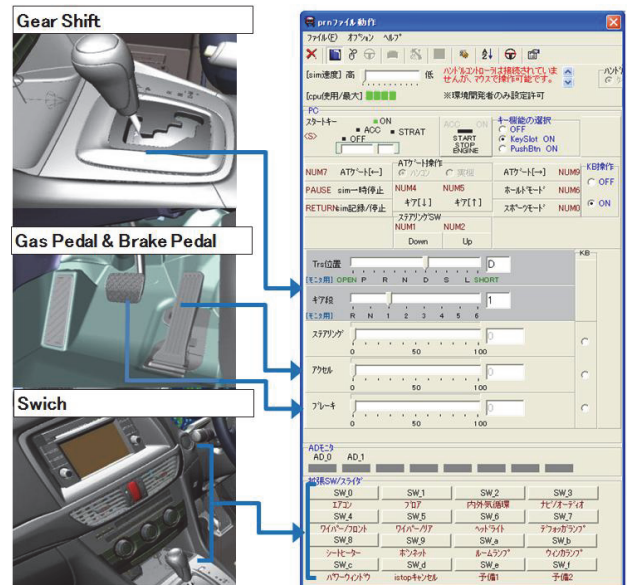 Gear Shift
Gas Pedal & Brake Pedal
Swich
prnファイル動作
ファイル(F) オプション ヘルプ
[sim速度] 高 低
ハンドルコントローラは接続されていま
せんが、マウスで操作可能です。
[cpu使用/最大]
※環境開発者のみ設定許可
PC
スタートキー
<S>
ON
ACC STRAT
OFF
ACC ON
START
STOP
ENGINE
キー機能の選択
OFF
KeySlot ON
PushBtn ON
ATゲート操作
パソコン 実機
NUM7 ATゲート[←]
ATゲート[→] NUM9
KB操作
OFF
ON
PAUSE sim一時停止
NUM4 NUM5
ギア[↓] ギア[↑]
ホールドモード NUM6
RETURN sim記録/停止
スポーツモード NUM0
ステアリングSW
NUM1 NUM2
Down Up
KB
Trs位置 D
[モニタ用] OPEN P R N D S L SHORT
ギア段 1
[モニタ用] R N 1 2 3 4 5 6
ステアリング 0
0 50 100
アクセル 0
0 50 100
ブレーキ 0
0 50 100
ADモニタ
AD_0 AD_1
拡張SW/スライダ
SW_0 SW_1 SW_2 SW_3
エアコン ブロア 内外気循環 ナビ/オーディオ
SW_4 SW_5 SW_6 SW_7
ワイパー/フロント ワイパー/リア ヘッドライト デフォッガランプ
SW_8 SW_9 SW_a SW_b
シートヒーター ボンネット ルームランプ ウィンカランプ
SW_c SW_d SW_e SW_f
パワーウィンドウ istopキャンセル 予備1 予備2